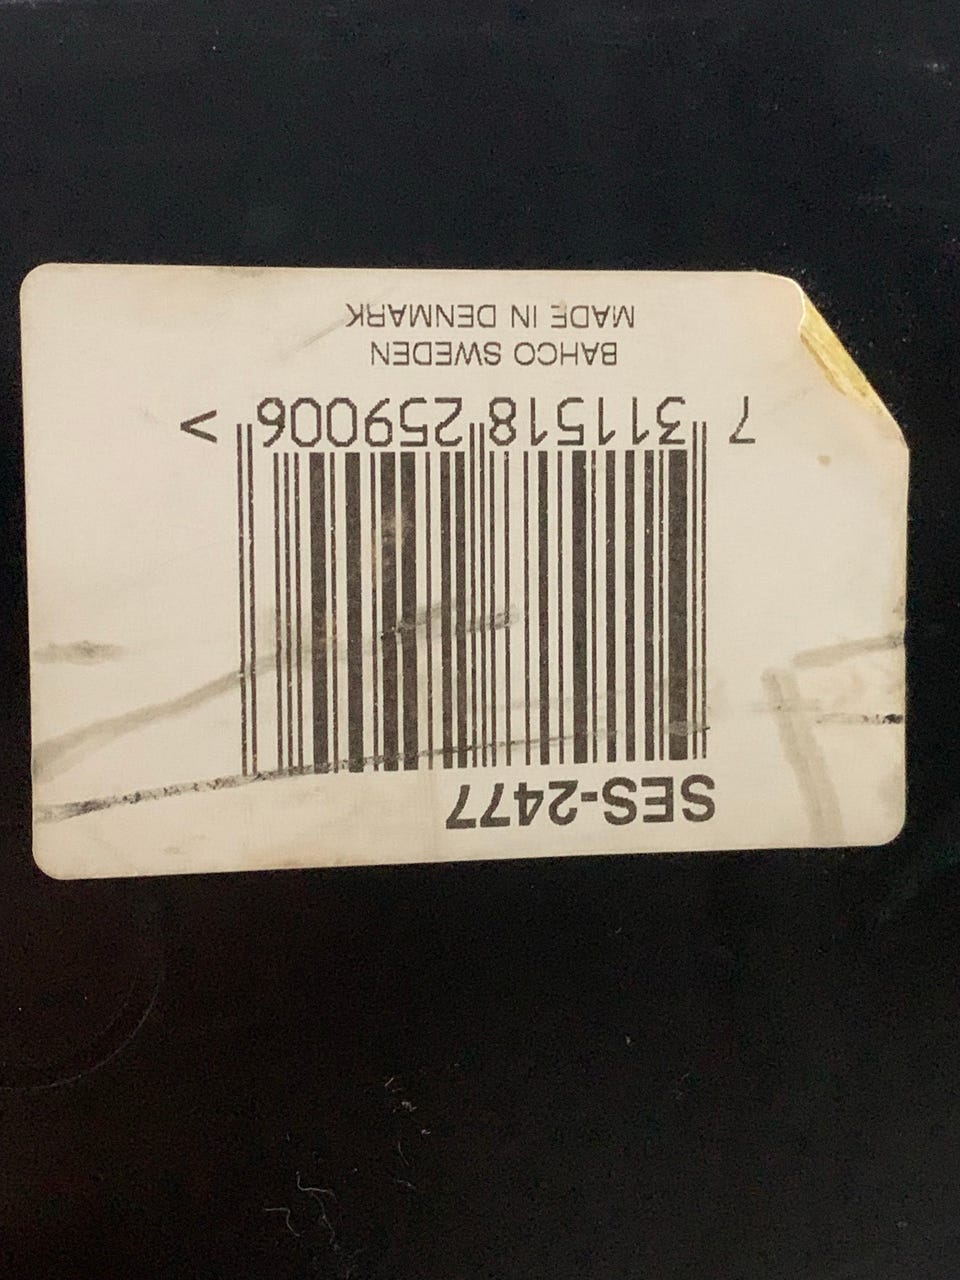 SES-2477
7 311518 259006 >
BAHCO SWEDEN
MADE IN DENMARK